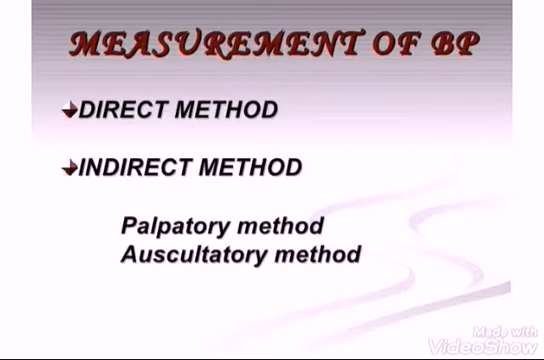 MEASUREMENT OF BP
DIRECT METHOD
INDIRECT METHOD
Palpatory method
Auscultatory method
Made with
VideoShow